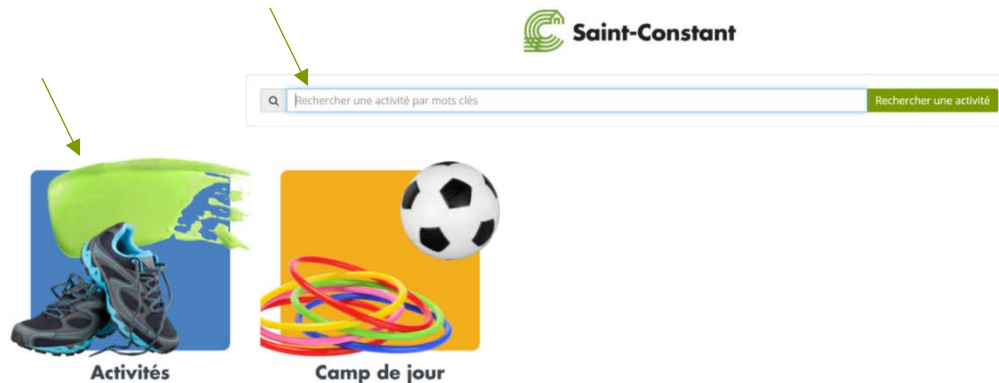 Saint-Constant
Rechercher une activité par mots clés
Rechercher une activité
Activités
Camp de jour